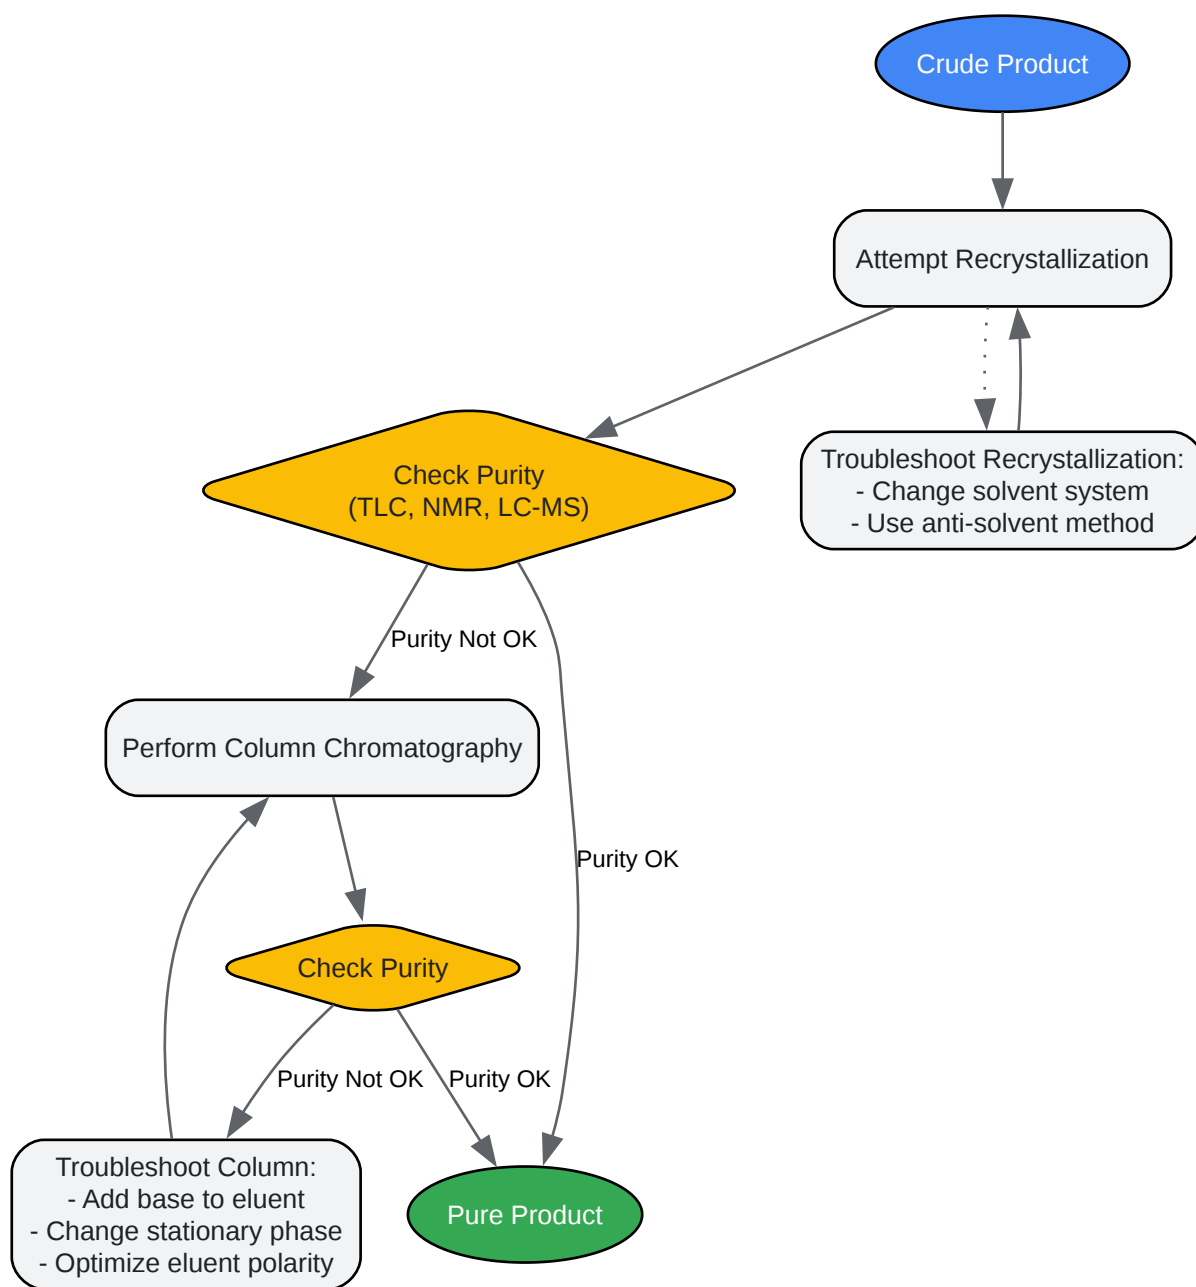 Crude Product
Attempt Recrystallization
Check Purity
(TLC, NMR, LC-MS)
Troubleshoot Recrystallization:
- Change solvent system
- Use anti-solvent method
Purity Not OK
Perform Column Chromatography
Purity OK
Check Purity
Purity Not OK
Purity OK
Troubleshoot Column:
- Add base to eluent
- Change stationary phase
- Optimize eluent polarity
Pure Product